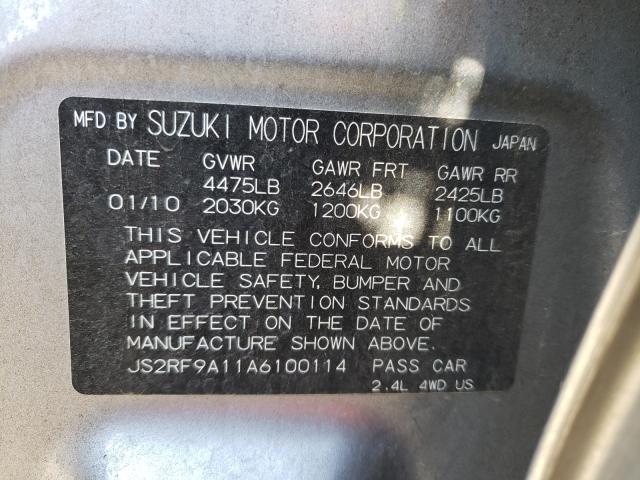 MFD BY SUZUKI MOTOR CORPORATION JAPAN
DATE GVWR GAWR FRT GAWR RR
4475LB 2646LB 2425LB
01/10 2030KG 1200KG 1100KG
THIS VEHICLE CONFORMS TO ALL
APPLICABLE FEDERAL MOTOR
VEHICLE SAFETY, BUMPER AND
THEFT PREVENTION STANDARDS
IN EFFECT ON THE DATE OF
MANUFACTURE SHOWN ABOVE.
JS2RF9A11A6100114 PASS CAR
2.4L 4WD US